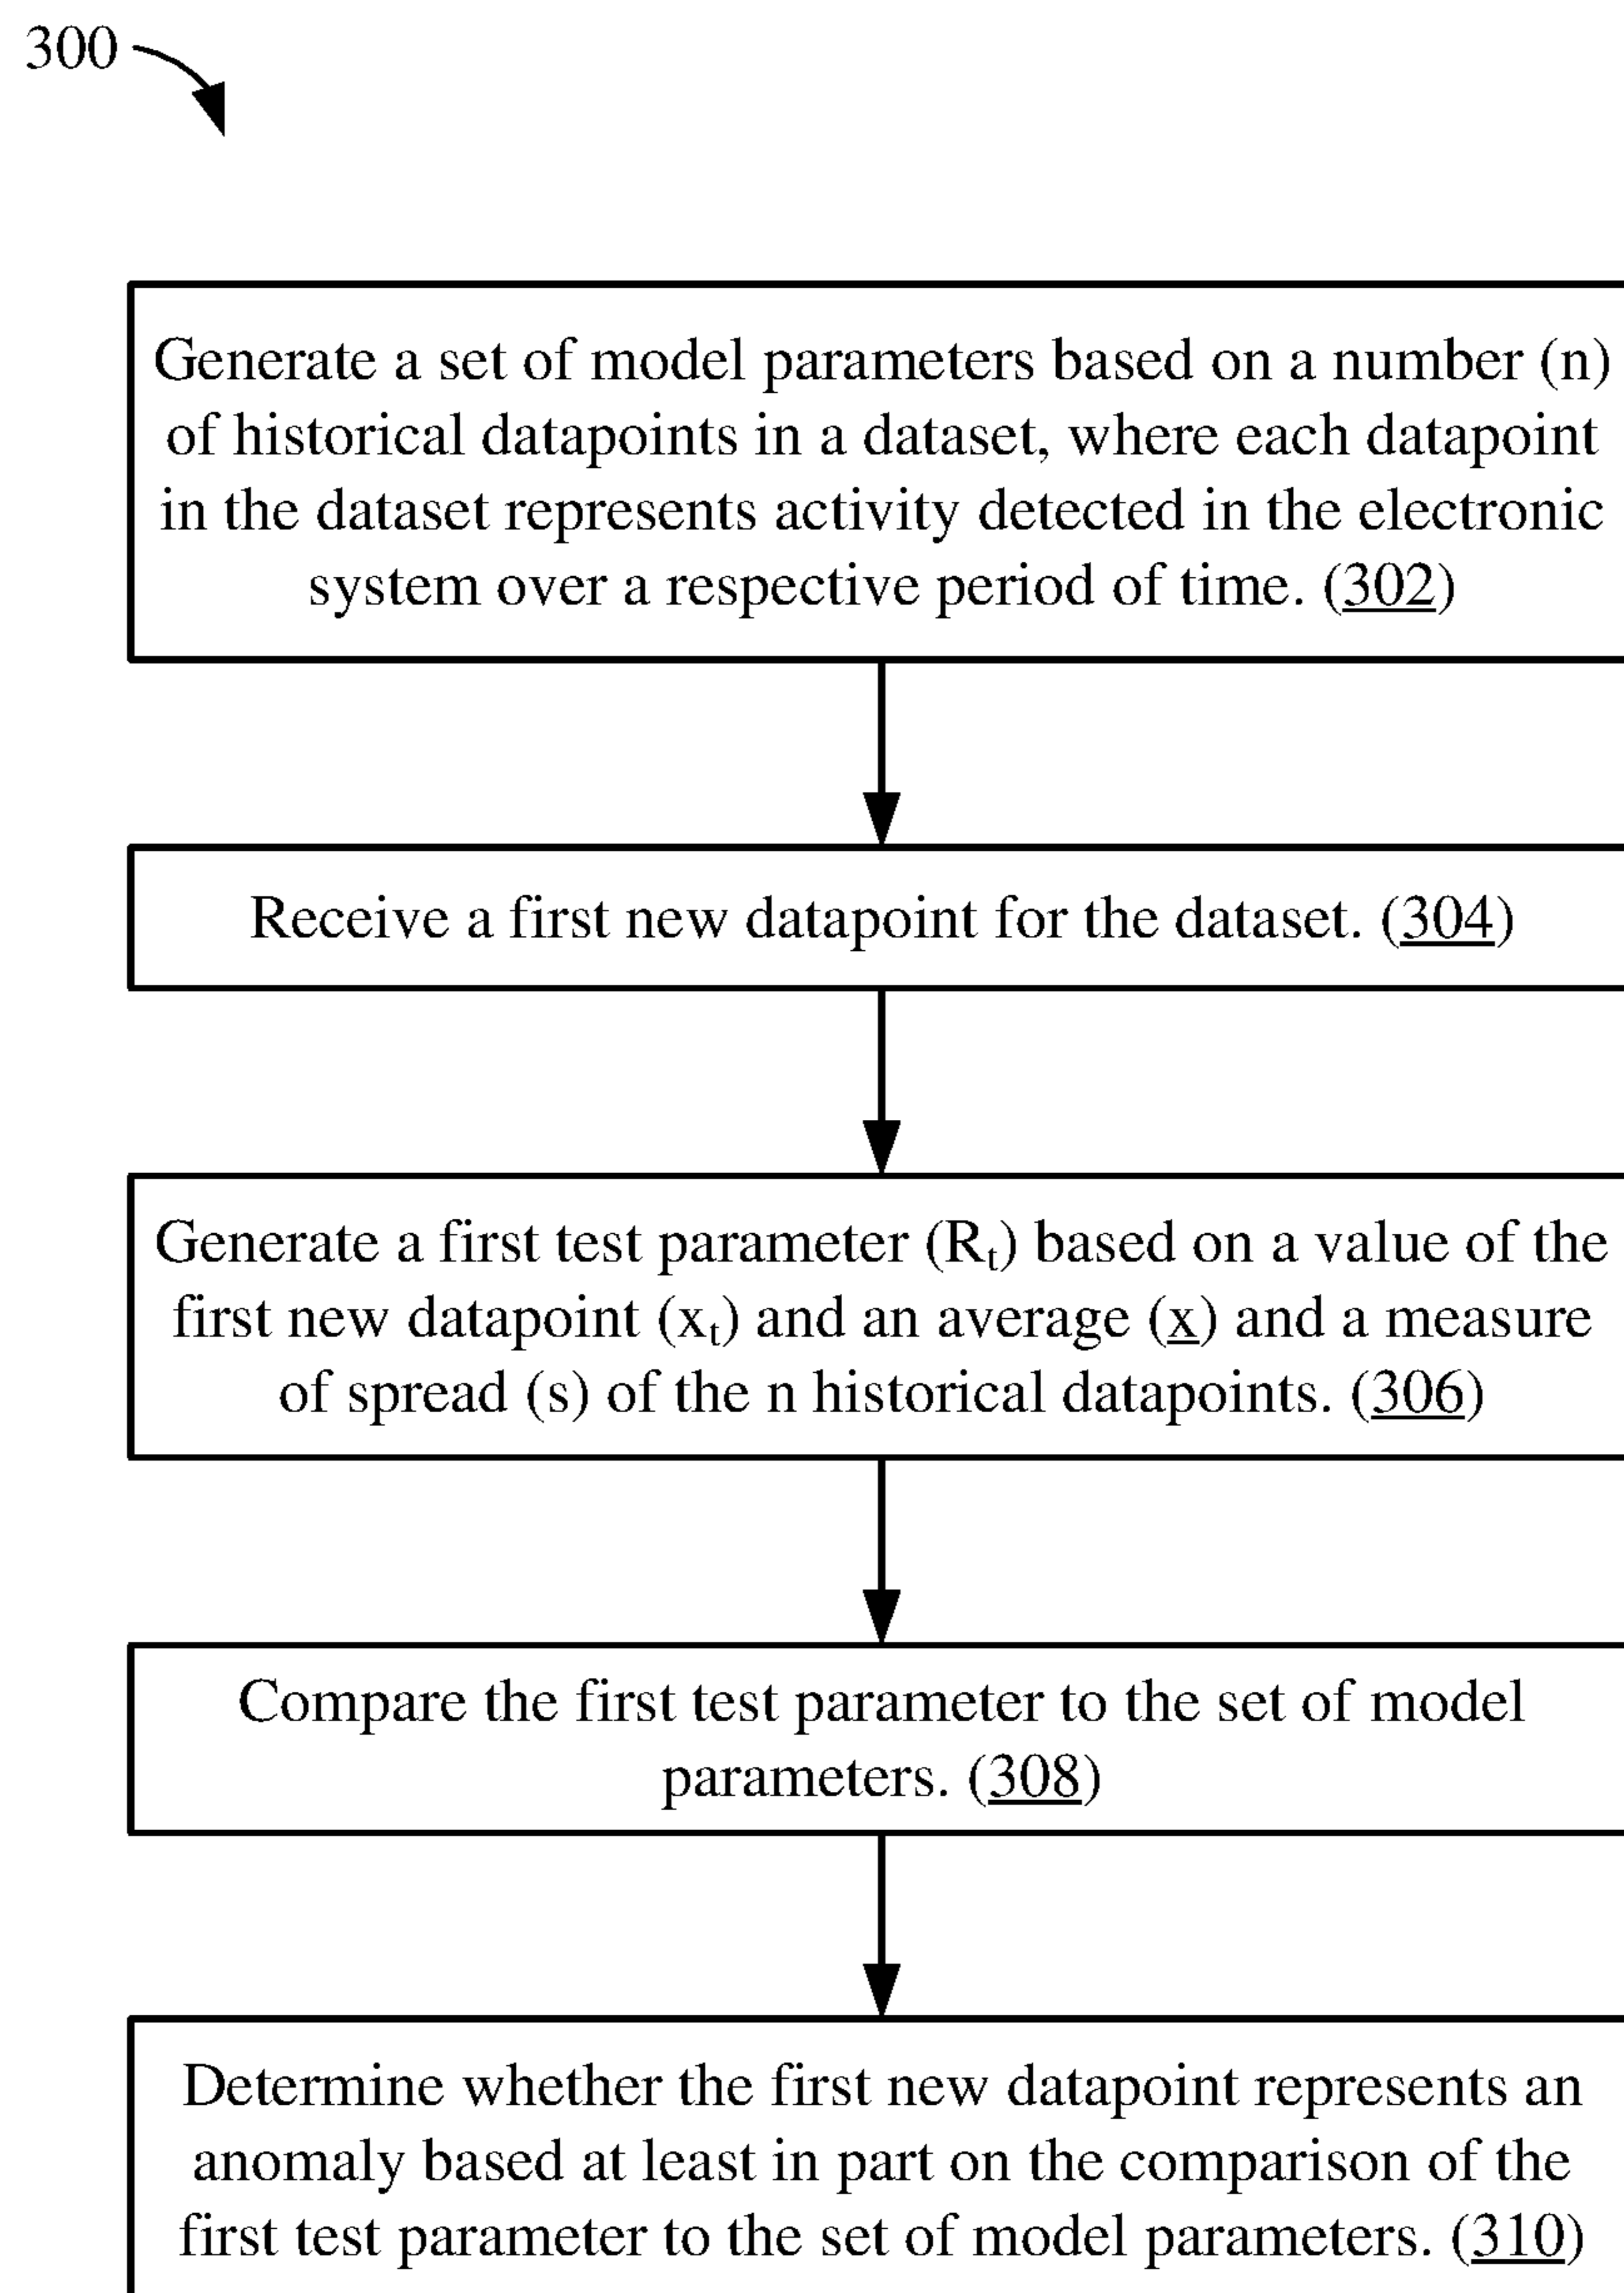 300
Generate a set of model parameters based on a number (n)
of historical datapoints in a dataset, where each datapoint
in the dataset represents activity detected in the electronic
system over a respective period of time. (302)
Receive a first new datapoint for the dataset. (304)
Generate a first test parameter (Rₜ) based on a value of the
first new datapoint (xₜ) and an average (x) and a measure
of spread (s) of the n historical datapoints. (306)
Compare the first test parameter to the set of model
parameters. (308)
Determine whether the first new datapoint represents an
anomaly based at least in part on the comparison of the
first test parameter to the set of model parameters. (310)